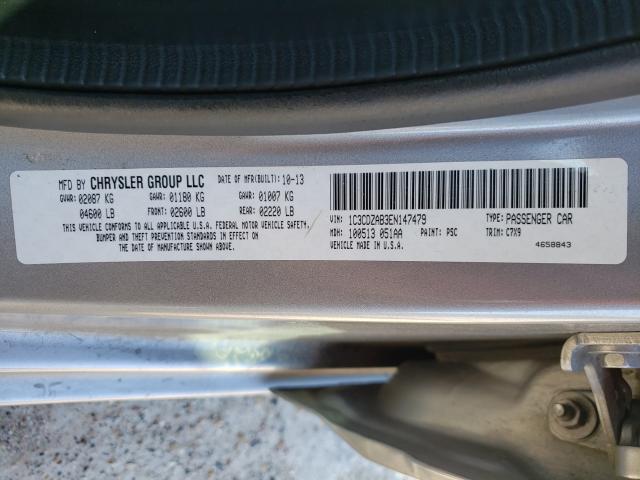 MFD BY CHRYSLER GROUP LLC DATE OF MFR(BUILT): 10-13
GVWR: 02087 KG GAWR: 01180 KG GAWR: 01007 KG
04600 LB FRONT: 02600 LB REAR: 02220 LB
THIS VEHICLE CONFORMS TO ALL APPLICABLE U.S.A. FEDERAL MOTOR VEHICLE SAFETY,
BUMPER AND THEFT PREVENTION STANDARDS IN EFFECT ON
THE DATE OF MANUFACTURE SHOWN ABOVE.
VIN: 1C3CDZAB3EN147479 TYPE: PASSENGER CAR
MDH: 100513 051AA PAINT: PSC TRIM: C7X9
VEHICLE MADE IN U.S.A. 4658843